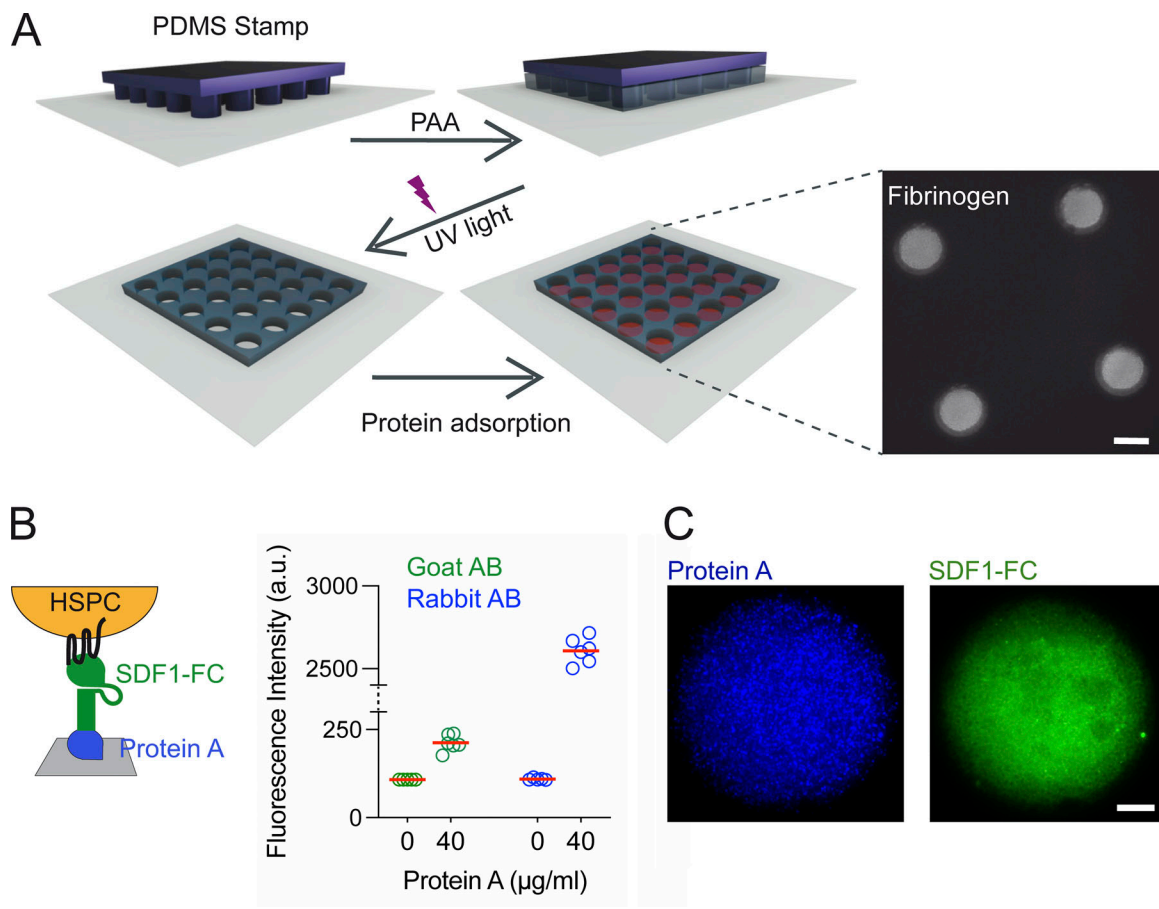 A
PDMS Stamp
PAA
UV light
Protein adsorption
Fibrinogen
B
HSPC
SDF1-FC
Protein A
Fluorescence Intensity (a.u.)
Goat AB
Rabbit AB
3000
2500
250
0
0 40 0 40
Protein A (µg/ml)
C
Protein A
SDF1-FC